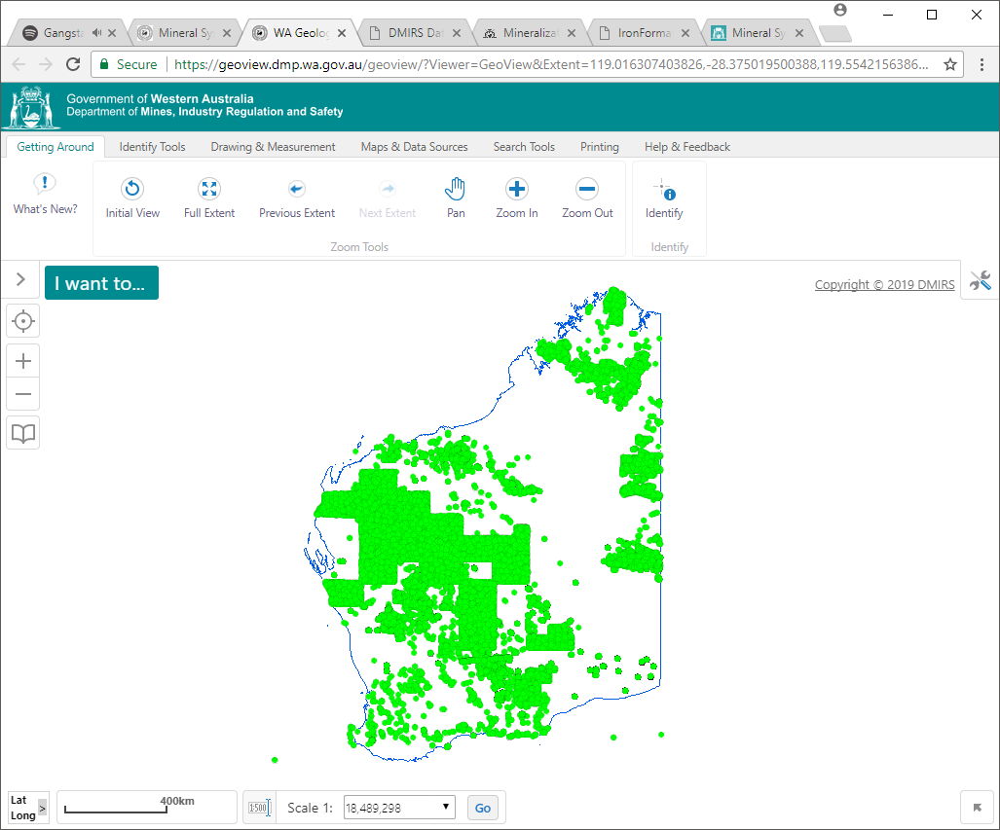 Gangsta
Mineral Sy
WA Geolog
DMIRS Dat
Mineraliza
IronForma
Mineral Sy
Secure
https://geoview.dmp.wa.gov.au/geoview/?Viewer=GeoView&Extent=119.016307403826,-28.375019500388,119.5542156386...
Government of Western Australia
Department of Mines, Industry Regulation and Safety
Getting Around Identify Tools Drawing & Measurement Maps & Data Sources Search Tools Printing Help & Feedback
What's New? Initial View Full Extent Previous Extent Next Extent Pan Zoom In Zoom Out Identify
Zoom Tools Identify
I want to...
Copyright © 2019 DMIRS
Lat
Long >
400km
1:500
Scale 1: 18,489,298 Go